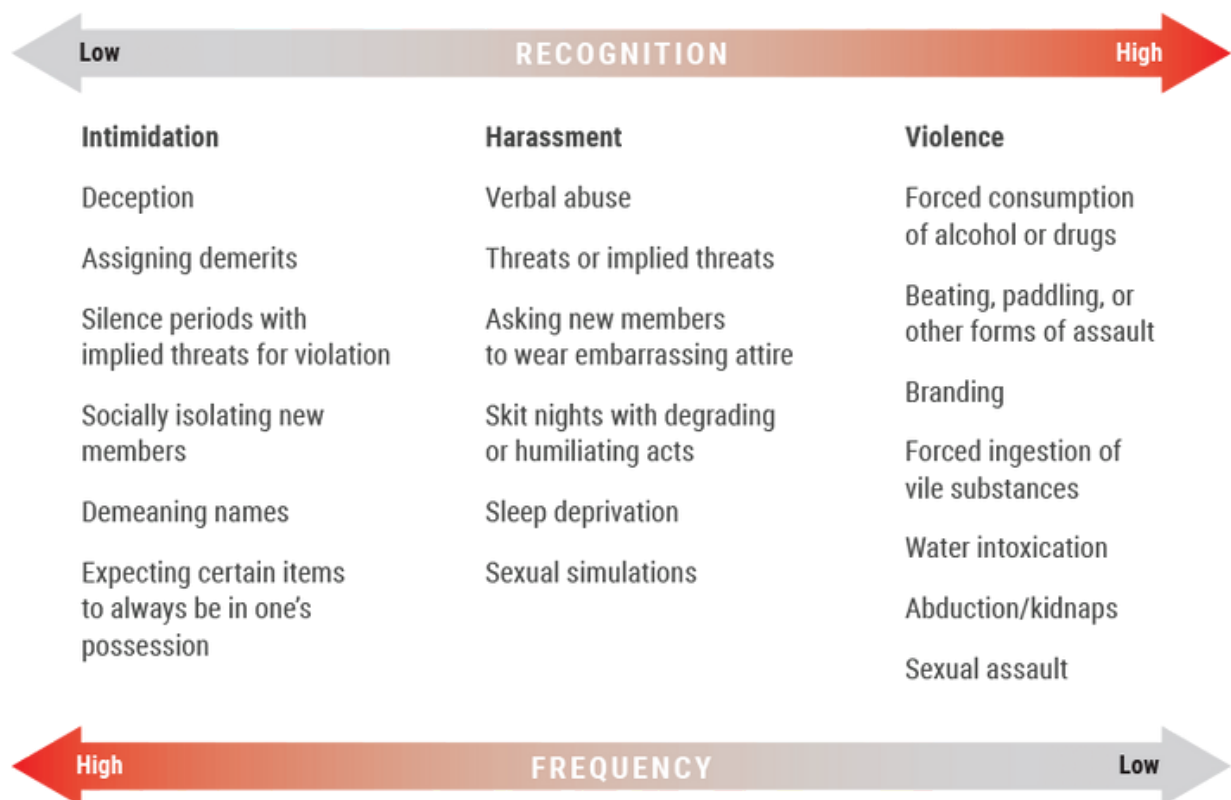 Low RECOGNITION High
Intimidation
Deception
Assigning demerits
Silence periods with
implied threats for violation
Socially isolating new
members
Demeaning names
Expecting certain items
to always be in one’s
possession
Harassment
Verbal abuse
Threats or implied threats
Asking new members
to wear embarrassing attire
Skit nights with degrading
or humiliating acts
Sleep deprivation
Sexual simulations
Violence
Forced consumption
of alcohol or drugs
Beating, paddling, or
other forms of assault
Branding
Forced ingestion of
vile substances
Water intoxication
Abduction/kidnaps
Sexual assault
High FREQUENCY Low